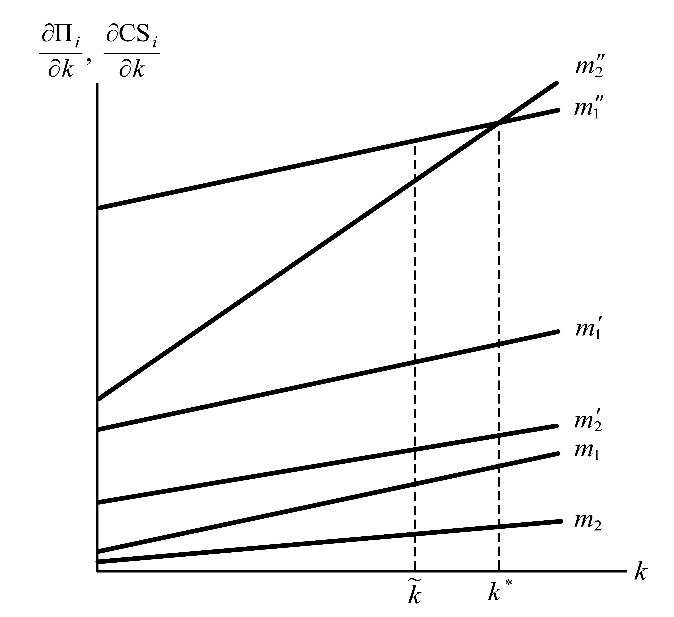 ∂Π_i/∂k, ∂CS_i/∂k
m₂″
m₁″
m₁′
m₂′
m₁
m₂
k
k̃
k*